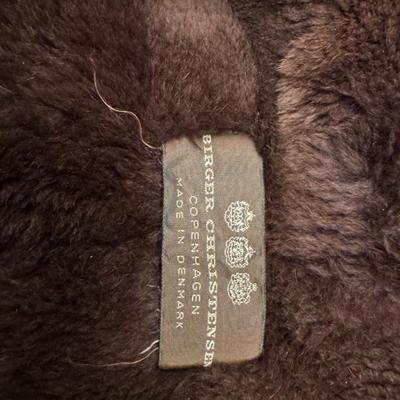 BIRGER CHRISTENSEN
COPENHAGEN
MADE IN DENMARK